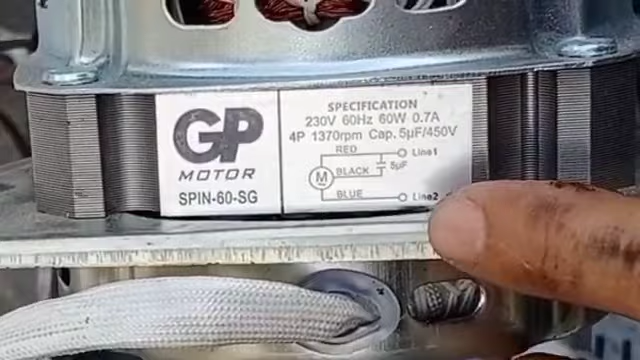 GP
MOTOR
SPIN-60-SG
SPECIFICATION
230V 60Hz 60W 0.7A
4P 1370rpm Cap. 5µF/450V
RED
Line1
5µF
M
BLACK
BLUE
Line2